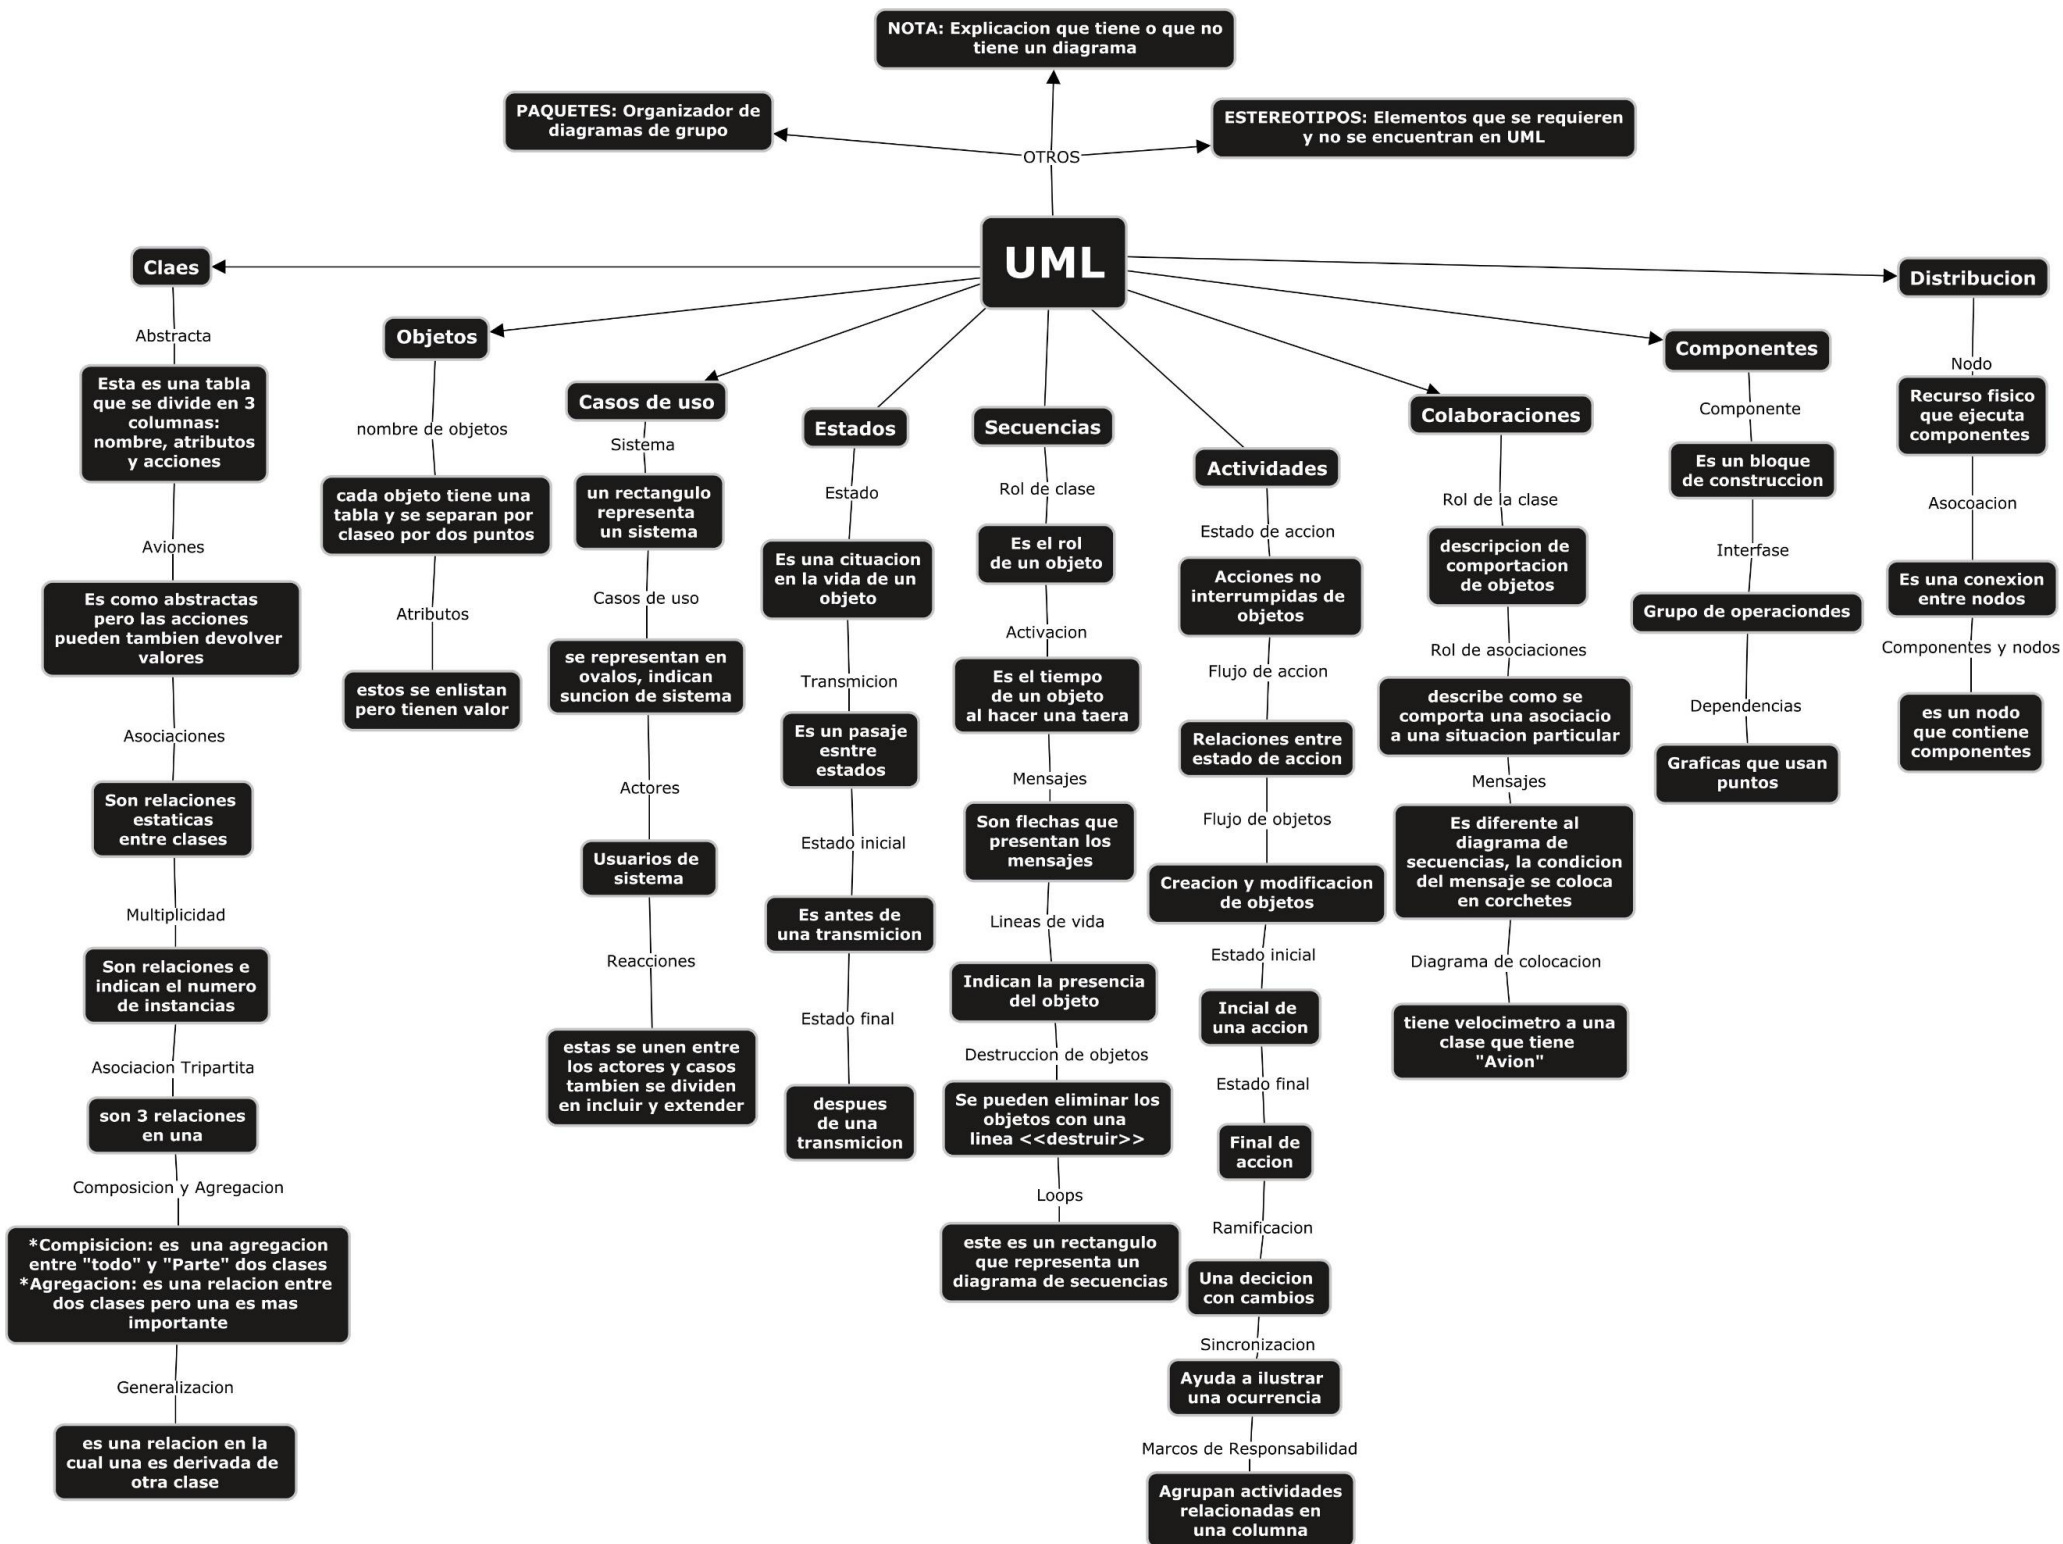 NOTA: Explicacion que tiene o que no
tiene un diagrama
PAQUETES: Organizador de
diagramas de grupo
ESTEREOTIPOS: Elementos que se requieren
y no se encuentran en UML
OTROS
UML
Claes
Abstracta
Esta es una tabla
que se divide en 3
columnas:
nombre, atributos
y acciones
Aviones
Es como abstractas
pero las acciones
pueden tambien devolver
valores
Asociaciones
Son relaciones
estaticas
entre clases
Multiplicidad
Son relaciones e
indican el numero
de instancias
Asociacion Tripartita
son 3 relaciones
en una
Composicion y Agregacion
*Compisicion: es una agregacion
entre "todo" y "Parte" dos clases
*Agregacion: es una relacion entre
dos clases pero una es mas
importante
Generalizacion
es una relacion en la
cual una es derivada de
otra clase
Objetos
nombre de objetos
cada objeto tiene una
tabla y se separan por
claseo por dos puntos
Atributos
estos se enlistan
pero tienen valor
Casos de uso
Sistema
un rectangulo
representa
un sistema
Casos de uso
se representan en
ovalos, indican
suncion de sistema
Actores
Usuarios de
sistema
Reacciones
estas se unen entre
los actores y casos
tambien se dividen
en incluir y extender
Estados
Estado
Es una cituacion
en la vida de un
objeto
Transmicion
Es un pasaje
esntre
estados
Estado inicial
Es antes de
una transmicion
Estado final
despues
de una
transmicion
Secuencias
Rol de clase
Es el rol
de un objeto
Activacion
Es el tiempo
de un objeto
al hacer una taera
Mensajes
Son flechas que
presentan los
mensajes
Lineas de vida
Indican la presencia
del objeto
Destruccion de objetos
Se pueden eliminar los
objetos con una
linea <<destruir>>
Loops
este es un rectangulo
que representa un
diagrama de secuencias
Actividades
Estado de accion
Acciones no
interrumpidas de
objetos
Flujo de accion
Relaciones entre
estado de accion
Flujo de objetos
Creacion y modificacion
de objetos
Estado inicial
Incial de
una accion
Estado final
Final de
accion
Ramificacion
Una decicion
con cambios
Sincronizacion
Ayuda a ilustrar
una ocurrencia
Marcos de Responsabilidad
Agrupan actividades
relacionadas en
una columna
Colaboraciones
Rol de la clase
descripcion de
comportacion
de objetos
Rol de asociaciones
describe como se
comporta una asociacio
a una situacion particular
Mensajes
Es diferente al
diagrama de
secuencias, la condicion
del mensaje se coloca
en corchetes
Diagrama de colocacion
tiene velocimetro a una
clase que tiene
"Avion"
Componentes
Componente
Es un bloque
de construccion
Interfase
Grupo de operaciondes
Dependencias
Graficas que usan
puntos
Distribucion
Nodo
Recurso fisico
que ejecuta
componentes
Asocoacion
Es una conexion
entre nodos
Componentes y nodos
es un nodo
que contiene
componentes